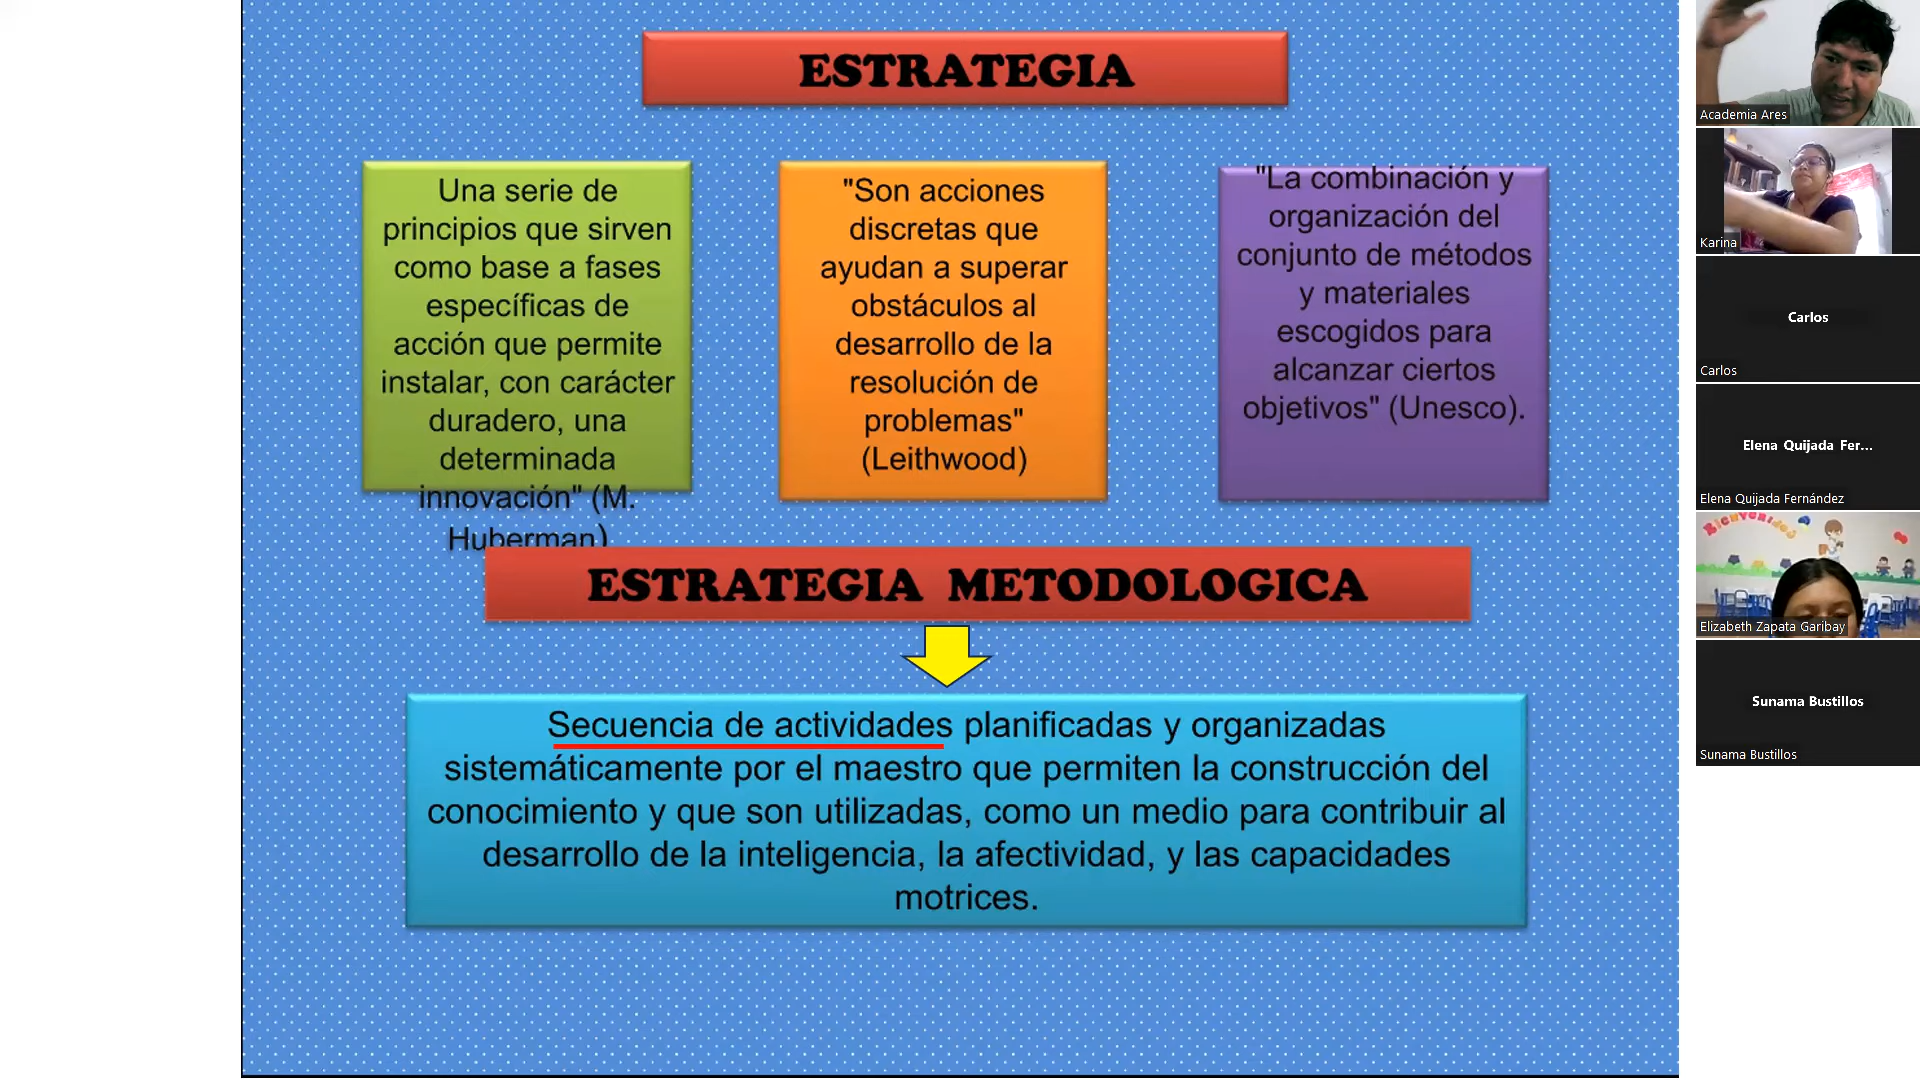 ESTRATEGIA
Una serie de
principios que sirven
como base a fases
específicas de
acción que permite
instalar, con carácter
duradero, una
determinada
innovación" (M.
Huberman)
"Son acciones
discretas que
ayudan a superar
obstáculos al
desarrollo de la
resolución de
problemas"
(Leithwood)
"La combinación y
organización del
conjunto de métodos
y materiales
escogidos para
alcanzar ciertos
objetivos" (Unesco).
ESTRATEGIA METODOLOGICA
Secuencia de actividades planificadas y organizadas
sistemáticamente por el maestro que permiten la construcción del
conocimiento y que son utilizadas, como un medio para contribuir al
desarrollo de la inteligencia, la afectividad, y las capacidades
motrices.
Academia Ares
Karina
Carlos
Carlos
Elena Quijada Fer...
Elena Quijada Fernández
Bienvenidos
Elizabeth Zapata Garibay
Sunama Bustillos
Sunama Bustillos